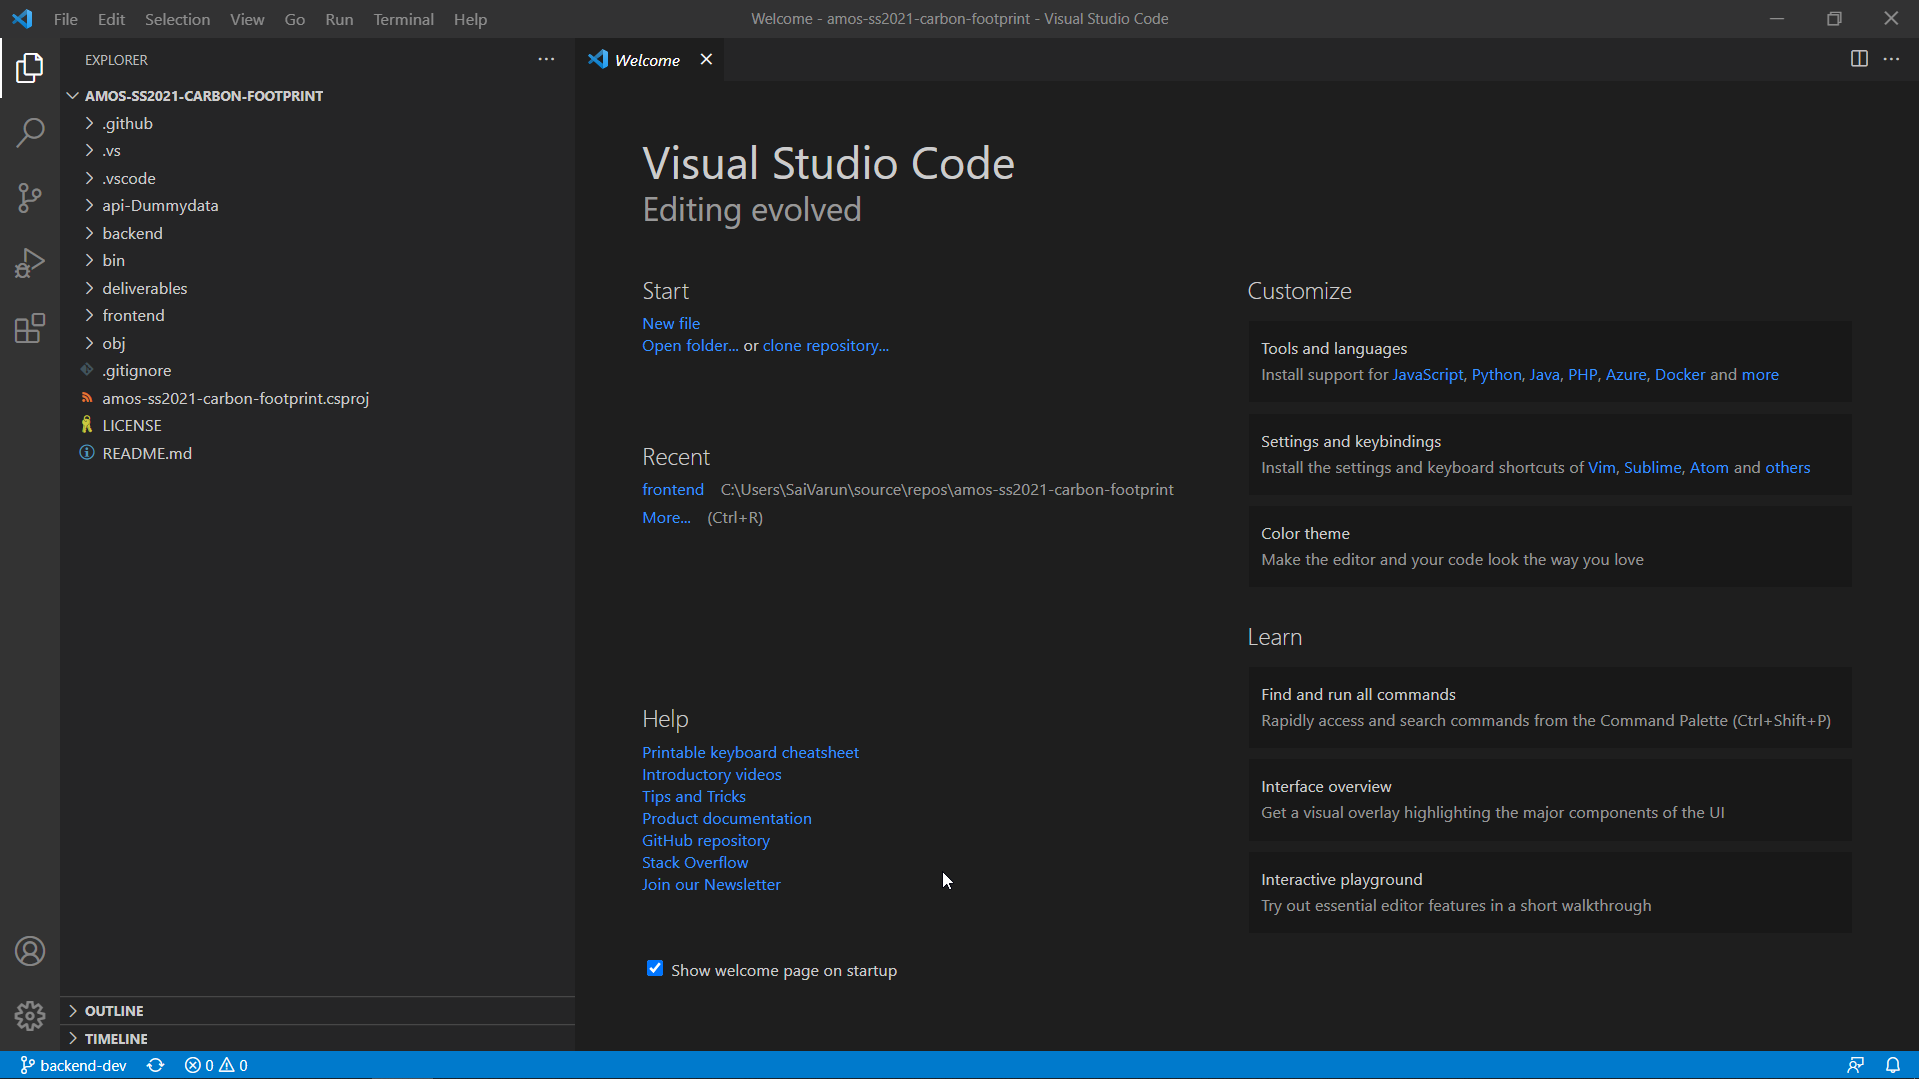 File Edit Selection View Go Run Terminal Help
Welcome - amos-ss2021-carbon-footprint - Visual Studio Code
EXPLORER
AMOS-SS2021-CARBON-FOOTPRINT
.github
.vs
.vscode
api-Dummydata
backend
bin
deliverables
frontend
obj
.gitignore
amos-ss2021-carbon-footprint.csproj
LICENSE
README.md
OUTLINE
TIMELINE
Welcome
Visual Studio Code
Editing evolved
Start
New file
Open folder... or clone repository...
Recent
frontend C:\Users\SaiVarun\source\repos\amos-ss2021-carbon-footprint
More... (Ctrl+R)
Help
Printable keyboard cheatsheet
Introductory videos
Tips and Tricks
Product documentation
GitHub repository
Stack Overflow
Join our Newsletter
Show welcome page on startup
Customize
Tools and languages
Install support for JavaScript, Python, Java, PHP, Azure, Docker and more
Settings and keybindings
Install the settings and keyboard shortcuts of Vim, Sublime, Atom and others
Color theme
Make the editor and your code look the way you love
Learn
Find and run all commands
Rapidly access and search commands from the Command Palette (Ctrl+Shift+P)
Interface overview
Get a visual overlay highlighting the major components of the UI
Interactive playground
Try out essential editor features in a short walkthrough
backend-dev 0 0